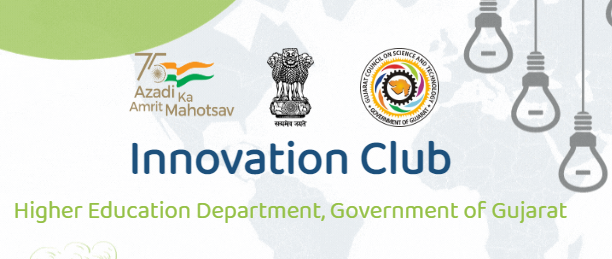 75
Azadi
Ka
Amrit Mahotsav
सत्यमेव जयते
GUJARAT COUNCIL ON SCIENCE AND TECHNOLOGY
GOVERNMENT OF GUJARAT
Innovation Club
Higher Education Department, Government of Gujarat